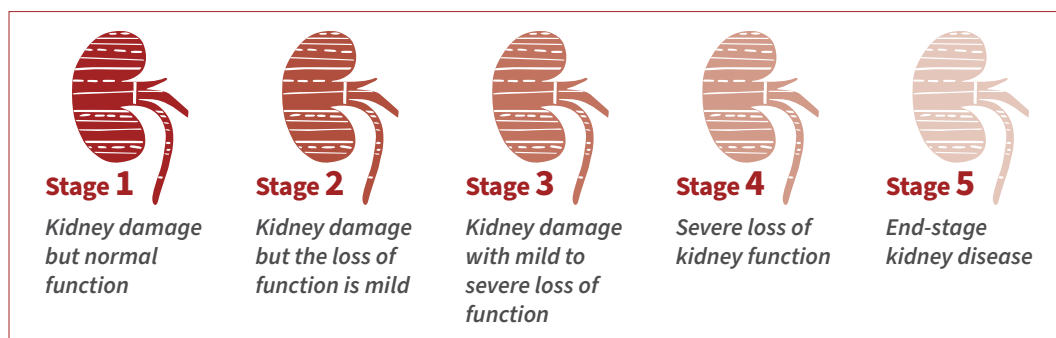 Stage 1
Kidney damage
but normal
function
Stage 2
Kidney damage
but the loss of
function is mild
Stage 3
Kidney damage
with mild to
severe loss of
function
Stage 4
Severe loss of
kidney function
Stage 5
End-stage
kidney disease